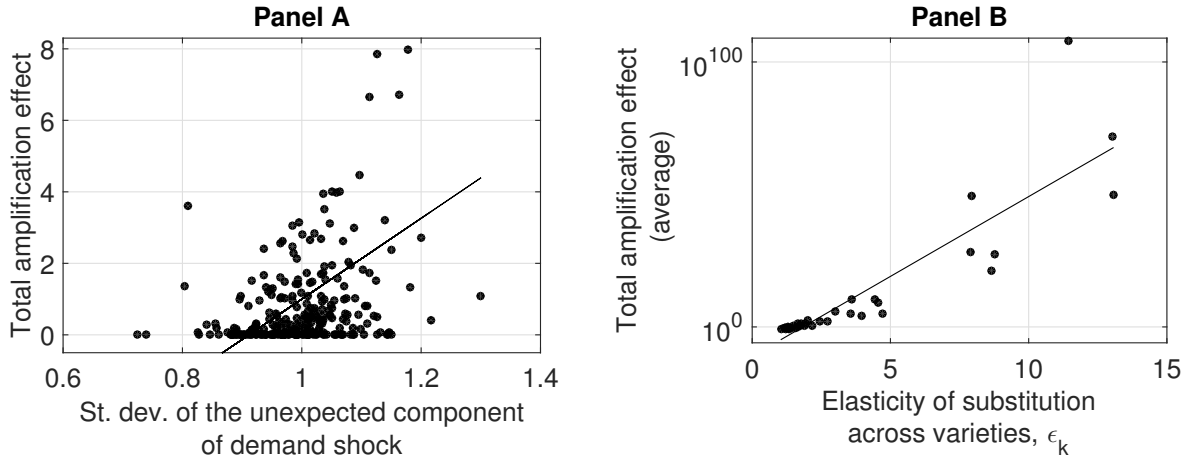 Panel A
Total amplification effect
8
6
4
2
0
0.6
0.8
1
1.2
1.4
St. dev. of the unexpected component
of demand shock
Panel B
Total amplification effect
(average)
10^100
10^0
0
5
10
15
Elasticity of substitution
across varieties, ϵ_k